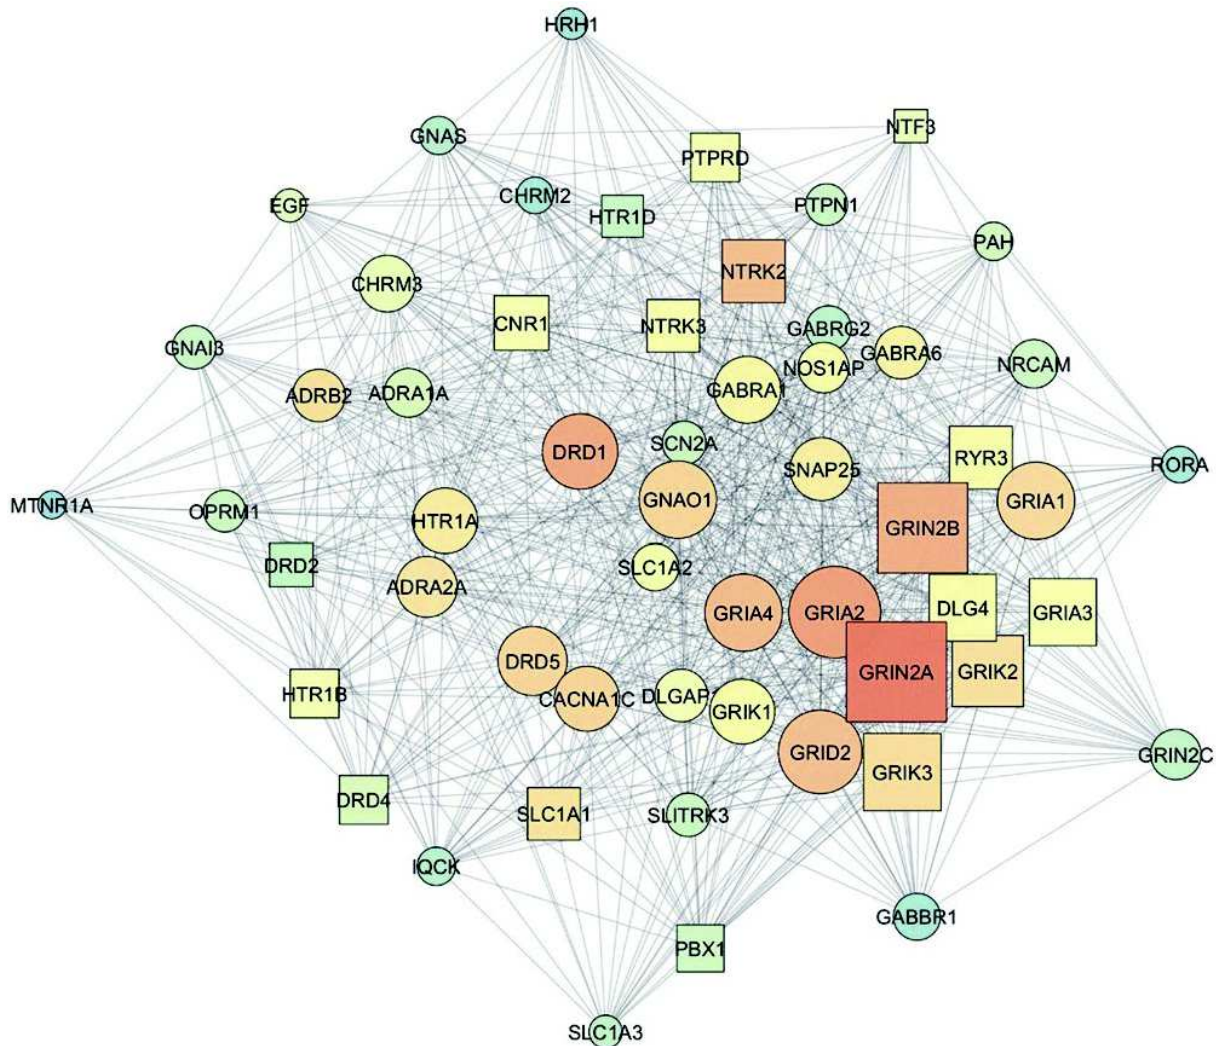 HRH1
GNAS
NTF3
PTPRD
CHRM2
EGF
HTR1D
PTPN1
PAH
NTRK2
CHRM3
CNR1
NTRK3
GABRG2
GNAI3
GABRA6
NOS1AP
NRCAM
ADRB2
ADRA1A
GABRA1
DRD1
SCN2A
SNAP25
RYR3
RORA
MTNR1A
OPRM1
HTR1A
GNAO1
GRIN2B
GRIA1
DRD2
SLC1A2
ADRA2A
GRIA4
GRIA2
DLG4
GRIA3
DRD5
GRIN2A
GRIK2
HTR1B
CACNA1C
DLGAP
GRIK1
GRID2
GRIN2C
GRIK3
DRD4
SLC1A1
SLITRK3
IQCK
GABBR1
PBX1
SLC1A3